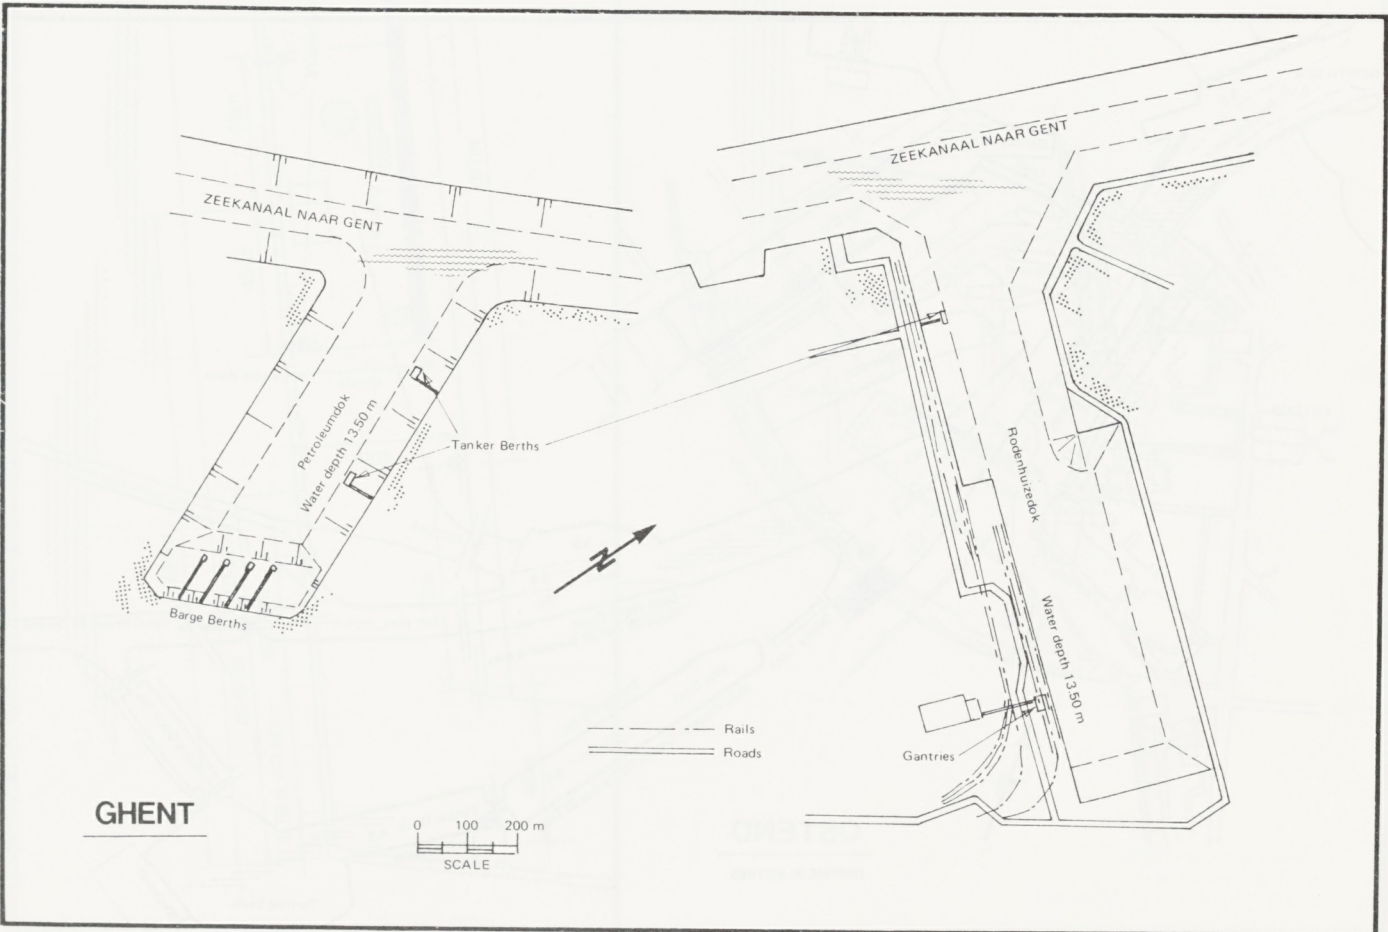 ZEEKANAAL NAAR GENT
ZEEKANAAL NAAR GENT
Petroleumdok
Water depth 13.50 m
Tanker Berths
Rodenhuizedok
Water depth 13.50 m
N
Barge Berths
Rails
Roads
Gantries
GHENT
0 100 200 m
SCALE